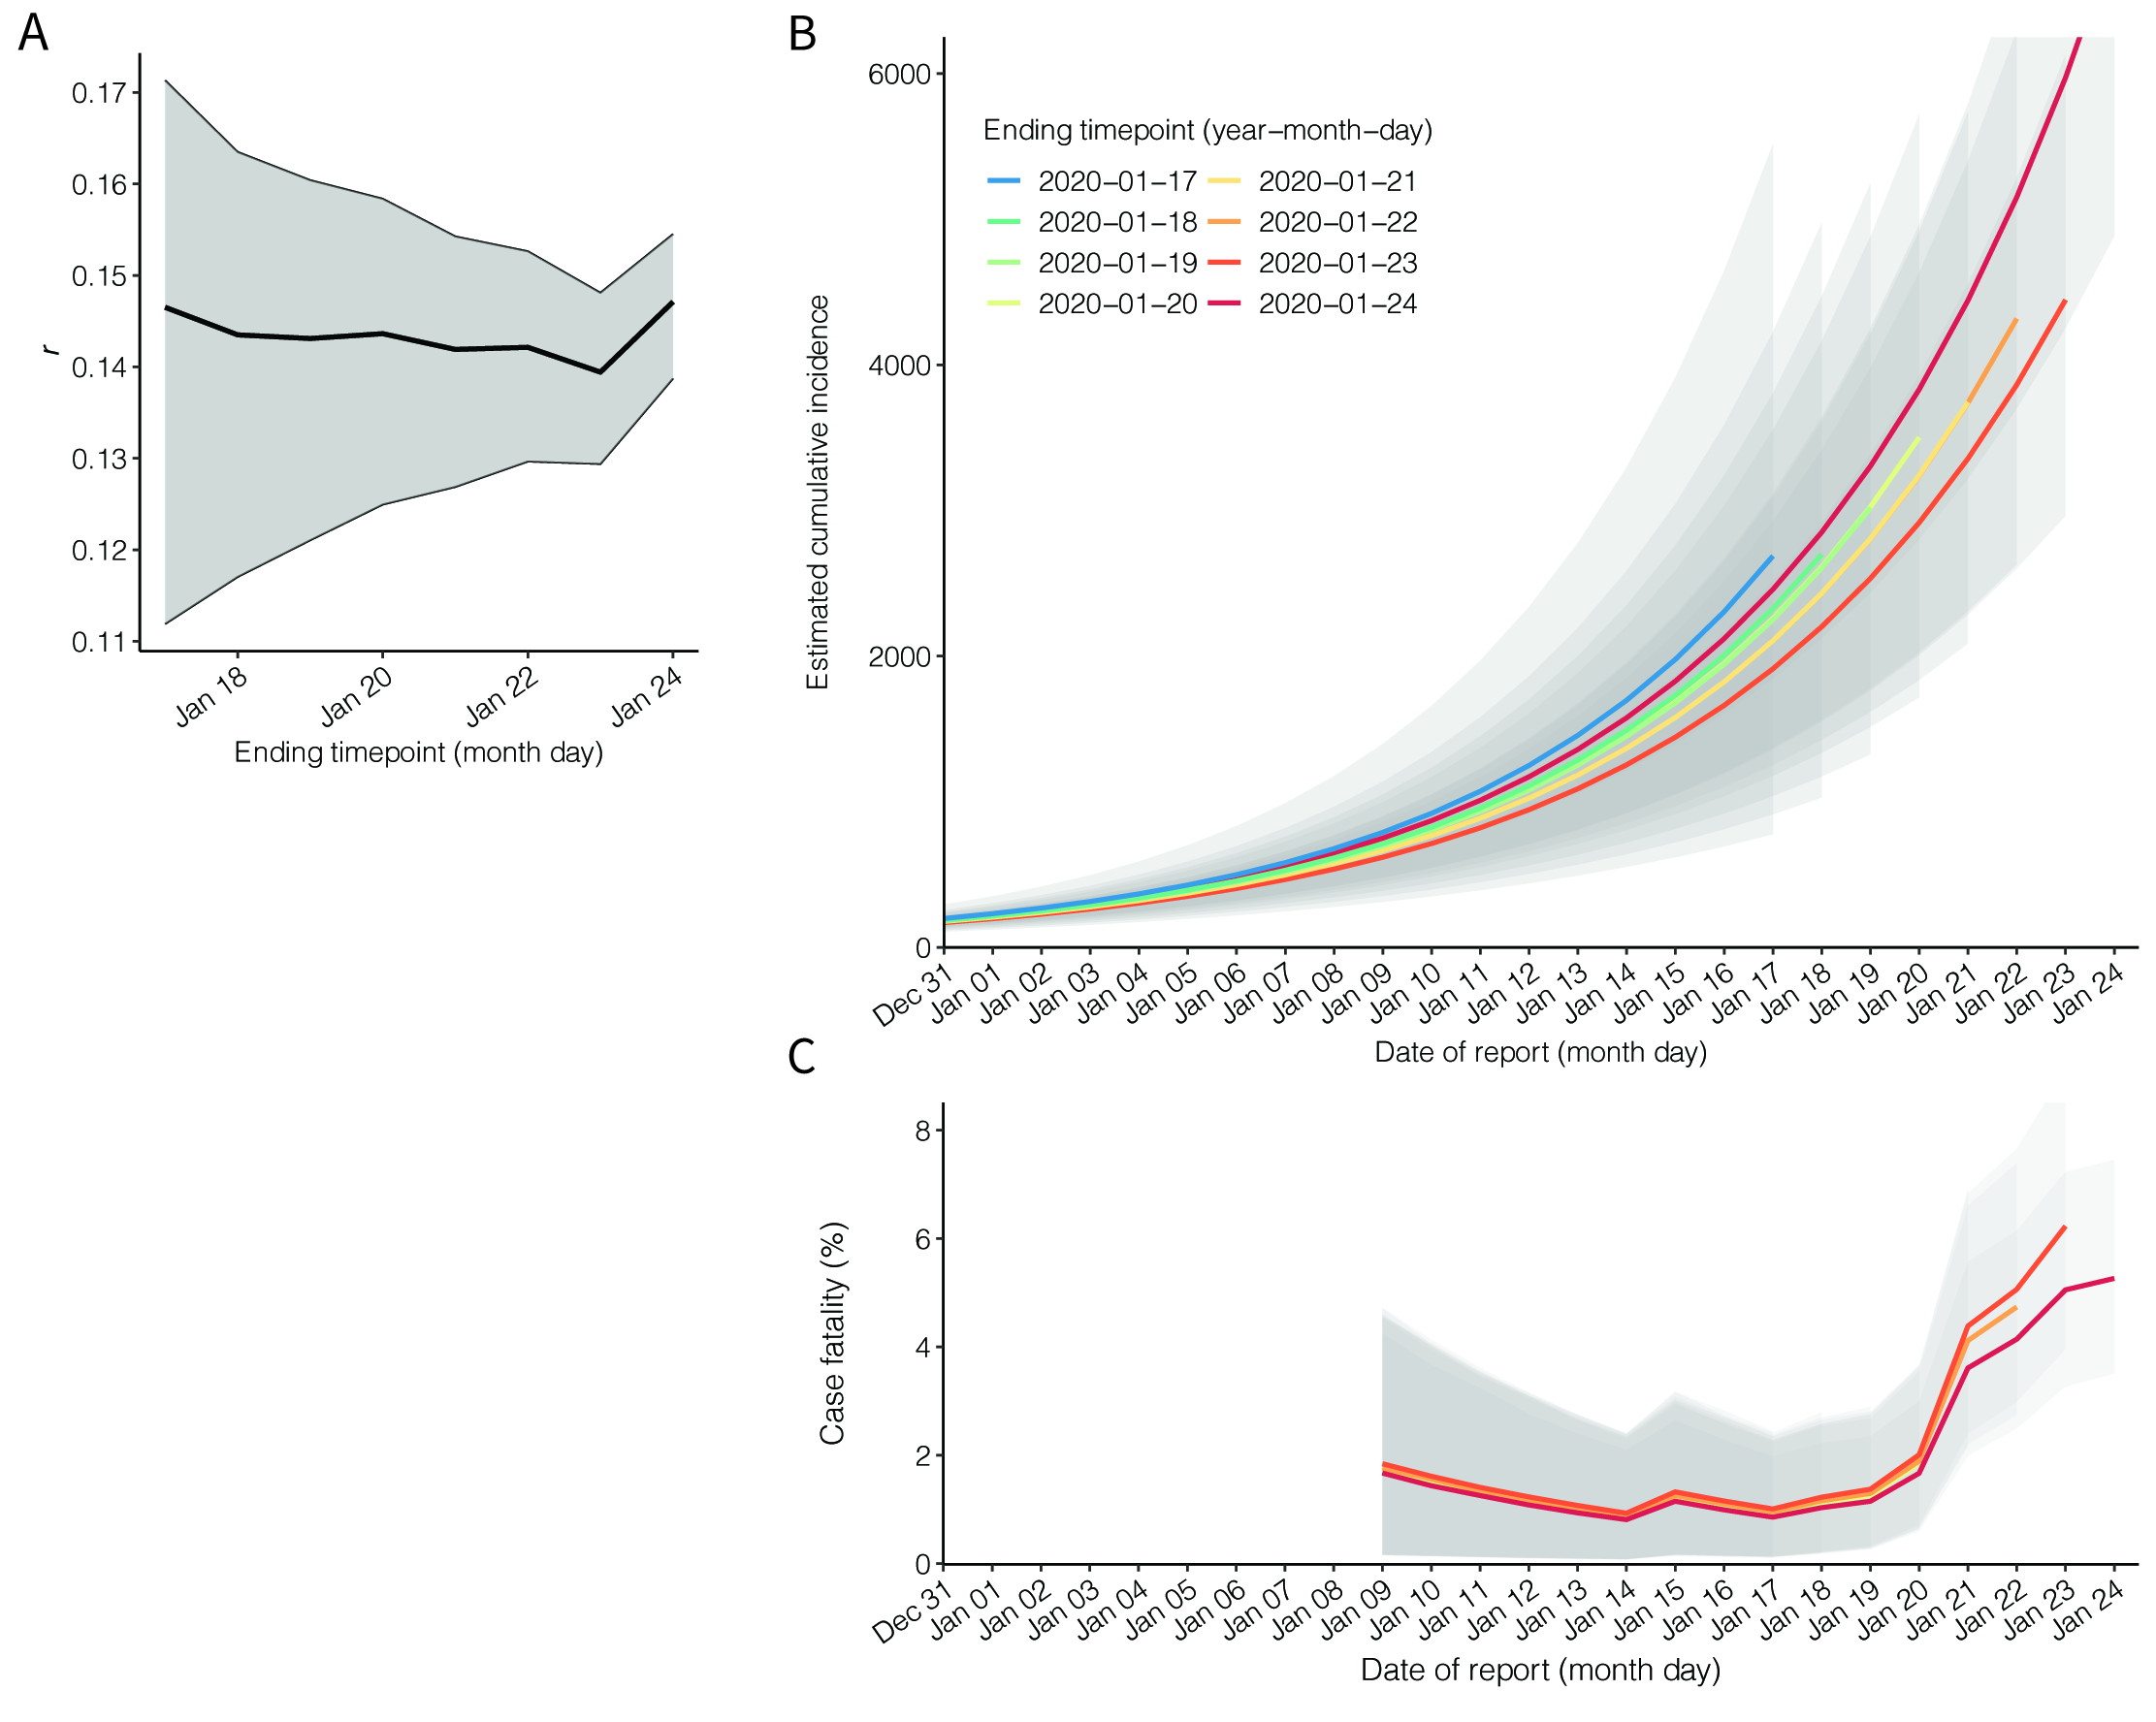 A
0.17
0.16
0.15
0.14
0.13
0.12
0.11
r
Jan 18
Jan 20
Jan 22
Jan 24
Ending timepoint (month day)
B
6000
4000
2000
0
Estimated cumulative incidence
Ending timepoint (year–month–day)
2020–01–17 2020–01–21
2020–01–18 2020–01–22
2020–01–19 2020–01–23
2020–01–20 2020–01–24
Dec 31
Jan 01
Jan 02
Jan 03
Jan 04
Jan 05
Jan 06
Jan 07
Jan 08
Jan 09
Jan 10
Jan 11
Jan 12
Jan 13
Jan 14
Jan 15
Jan 16
Jan 17
Jan 18
Jan 19
Jan 20
Jan 21
Jan 22
Jan 23
Jan 24
Date of report (month day)
C
8
6
4
2
0
Case fatality (%)
Dec 31
Jan 01
Jan 02
Jan 03
Jan 04
Jan 05
Jan 06
Jan 07
Jan 08
Jan 09
Jan 10
Jan 11
Jan 12
Jan 13
Jan 14
Jan 15
Jan 16
Jan 17
Jan 18
Jan 19
Jan 20
Jan 21
Jan 22
Jan 23
Jan 24
Date of report (month day)